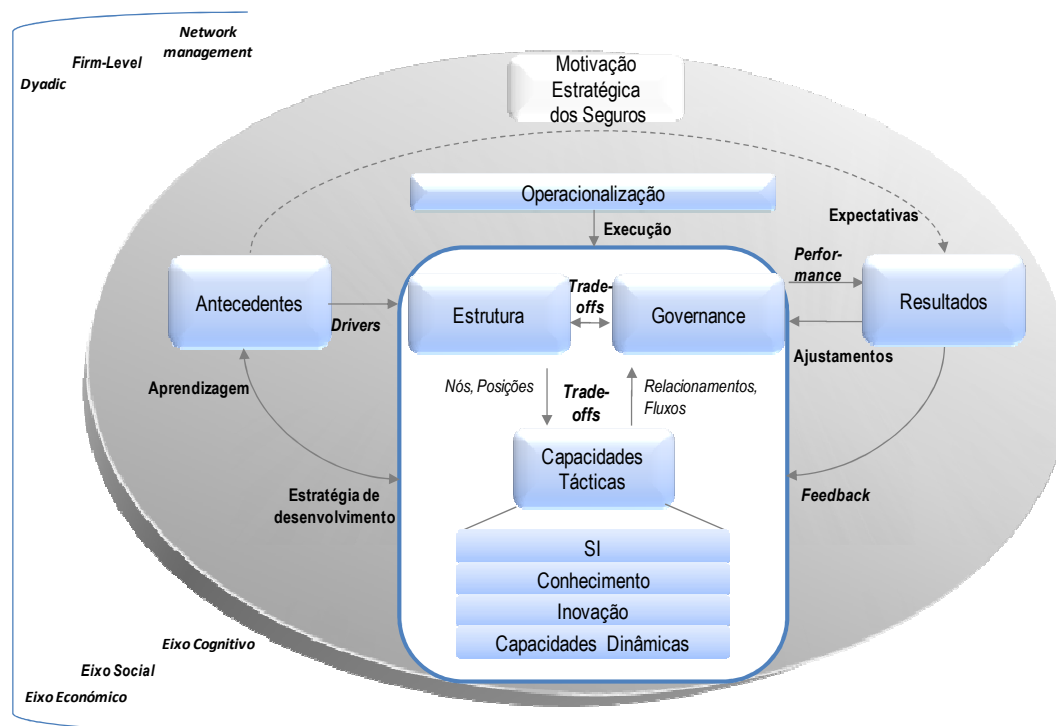 Network
management
Firm-Level
Dyadic
Motivação
Estratégica
dos Seguros
Operacionalização
Execução
Expectativas
Perfor-
mance
Antecedentes
Drivers
Estrutura
Trade-
offs
Governance
Resultados
Ajustamentos
Aprendizagem
Nós, Posições
Trade-
offs
Relacionamentos,
Fluxos
Capacidades
Tácticas
Estratégia de
desenvolvimento
Feedback
SI
Conhecimento
Inovação
Capacidades Dinâmicas
Eixo Cognitivo
Eixo Social
Eixo Económico